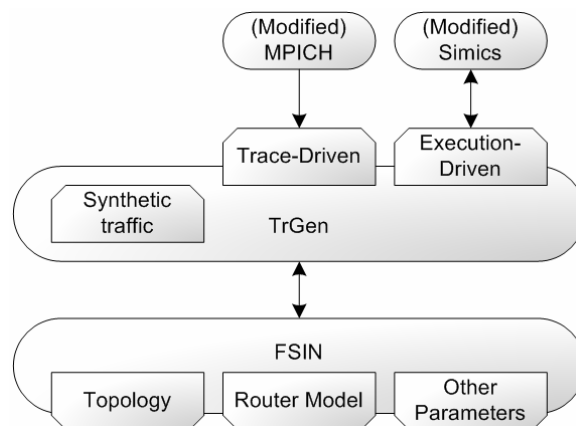 (Modified)
MPICH
(Modified)
Simics
Trace-Driven
Execution-
Driven
Synthetic
traffic
TrGen
FSIN
Topology
Router Model
Other
Parameters